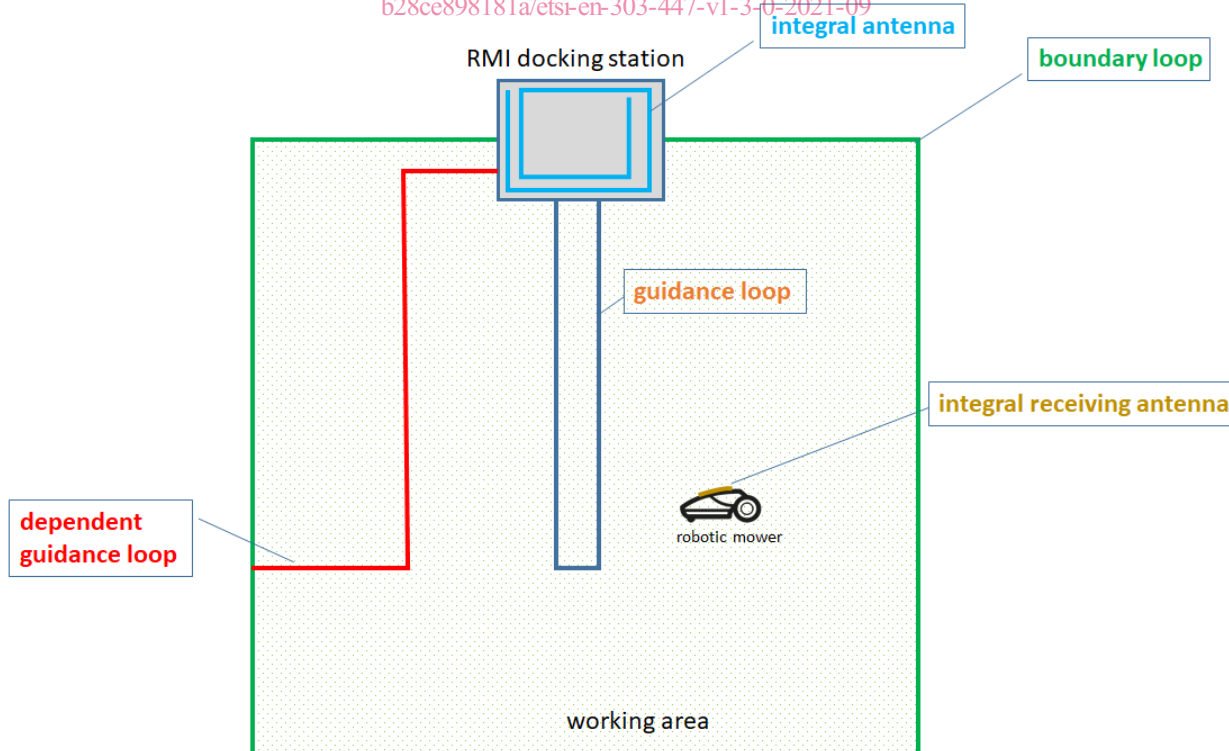 b28ce898181a/etsi-en-303-447-v1-3-0-2021-09
integral antenna
RMI docking station
boundary loop
guidance loop
integral receiving antenna
dependent
guidance loop
robotic mower
working area